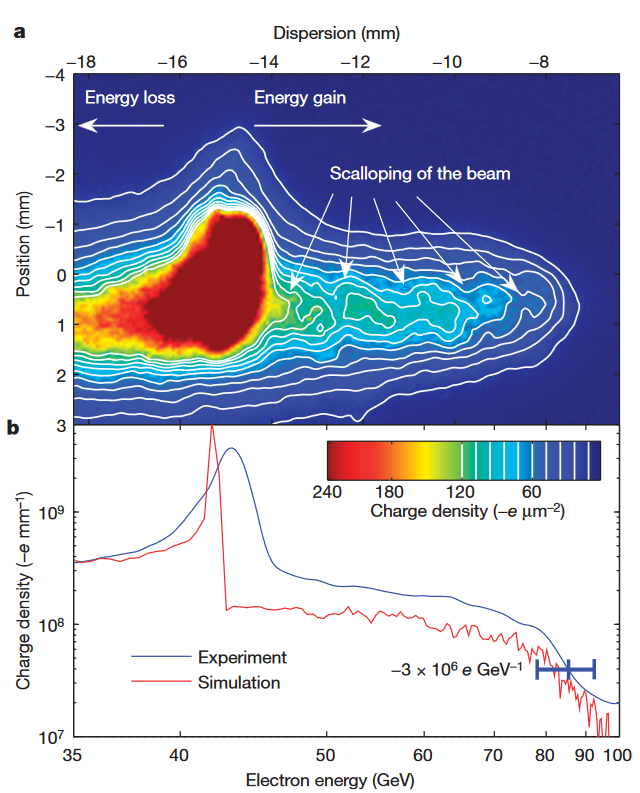 a
Dispersion (mm)
−18 −16 −14 −12 −10 −8
−4
Energy loss Energy gain
−3
Scalloping of the beam
−2
−1
Position (mm)
0
1
2
3
b
240 180 120 60
Charge density (−e μm−2)
10⁹
Charge density (−e mm−1)
10⁸
Experiment
−3 × 10⁶ e GeV−1
Simulation
10⁷
35 40 50 60 70 80 90 100
Electron energy (GeV)